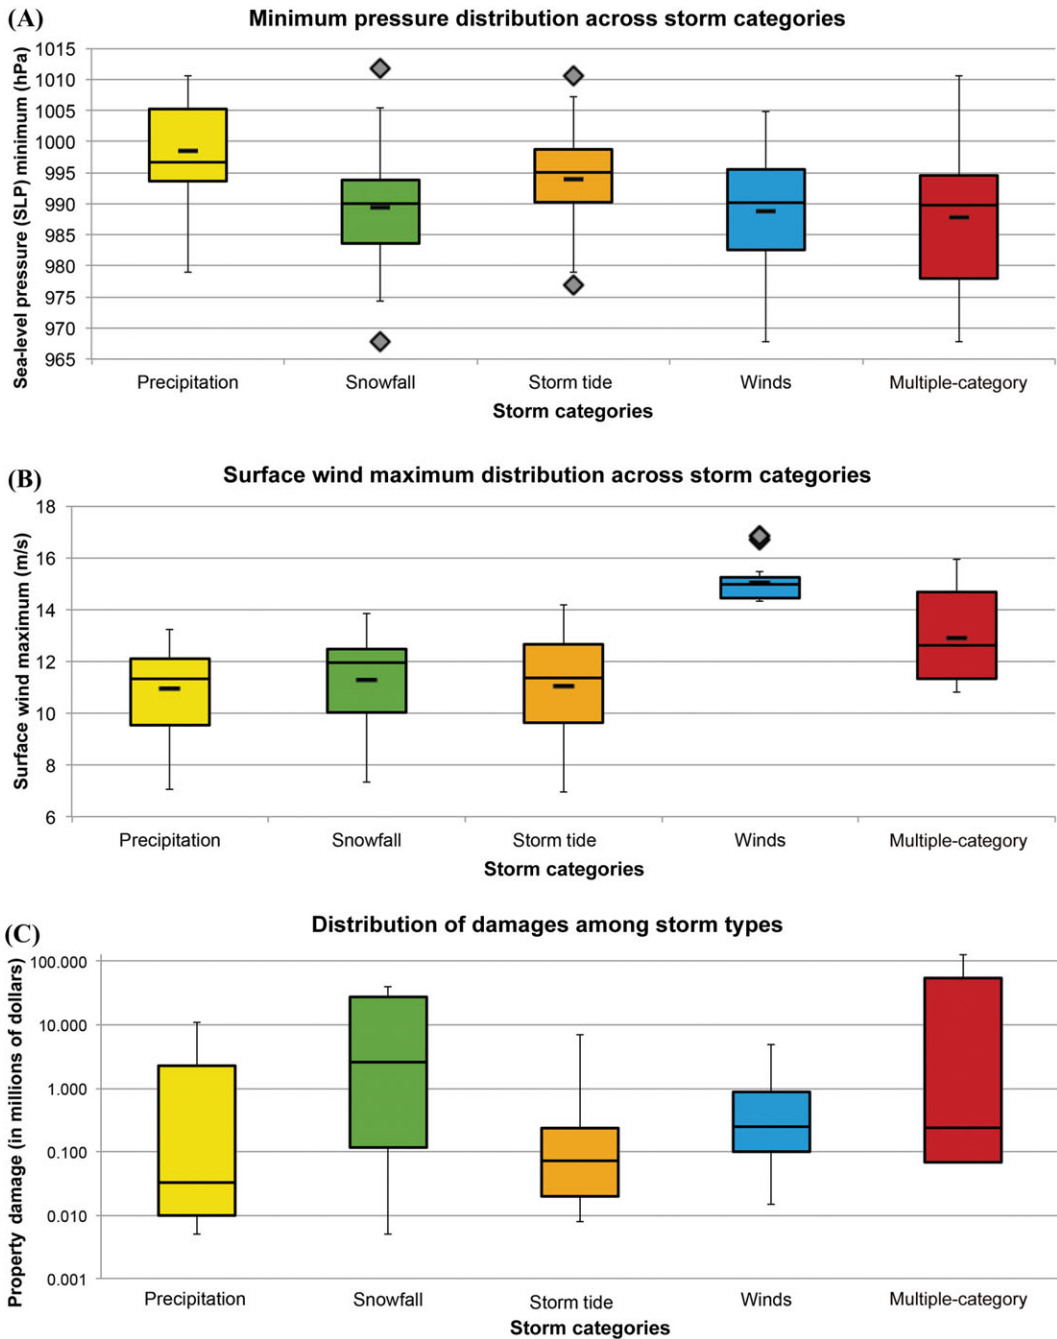 (A)
Minimum pressure distribution across storm categories
Sea-level pressure (SLP) minimum (hPa)
1015
1010
1005
1000
995
990
985
980
975
970
965
Precipitation Snowfall Storm tide Winds Multiple-category
Storm categories
(B)
Surface wind maximum distribution across storm categories
Surface wind maximum (m/s)
18
16
14
12
10
8
6
Precipitation Snowfall Storm tide Winds Multiple-category
Storm categories
(C)
Distribution of damages among storm types
Property damage (in millions of dollars)
100.000
10.000
1.000
0.100
0.010
0.001
Precipitation Snowfall Storm tide Winds Multiple-category
Storm categories